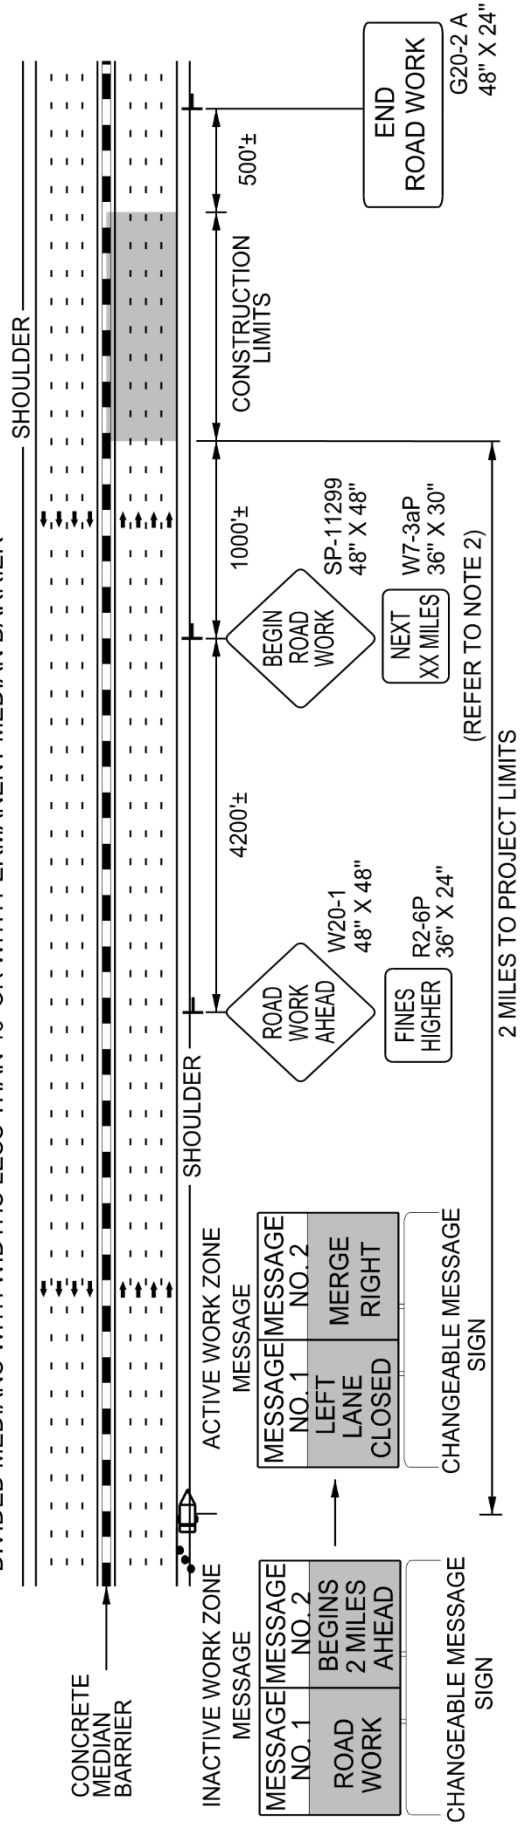 DIVIDED MEDIANS WITH WIDTHS LESS THAN 46' OR WITH PERMANENT MEDIAN BARRIER
SHOULDER
CONCRETE
MEDIAN
BARRIER
SHOULDER
4200'±
1000'±
CONSTRUCTION
LIMITS
500'±
INACTIVE WORK ZONE
MESSAGE
MESSAGE
NO. 1
MESSAGE
NO. 2
ROAD
WORK
BEGINS
2 MILES
AHEAD
CHANGEABLE MESSAGE
SIGN
ACTIVE WORK ZONE
MESSAGE
MESSAGE
NO. 1
MESSAGE
NO. 2
LEFT
LANE
CLOSED
MERGE
RIGHT
CHANGEABLE MESSAGE
SIGN
ROAD
WORK
AHEAD
W20-1
48" X 48"
FINES
HIGHER
R2-6P
36" X 24"
BEGIN
ROAD
WORK
SP-11299
48" X 48"
NEXT
XX MILES
W7-3aP
36" X 30"
END
ROAD WORK
G20-2 A
48" X 24"
(REFER TO NOTE 2)
2 MILES TO PROJECT LIMITS